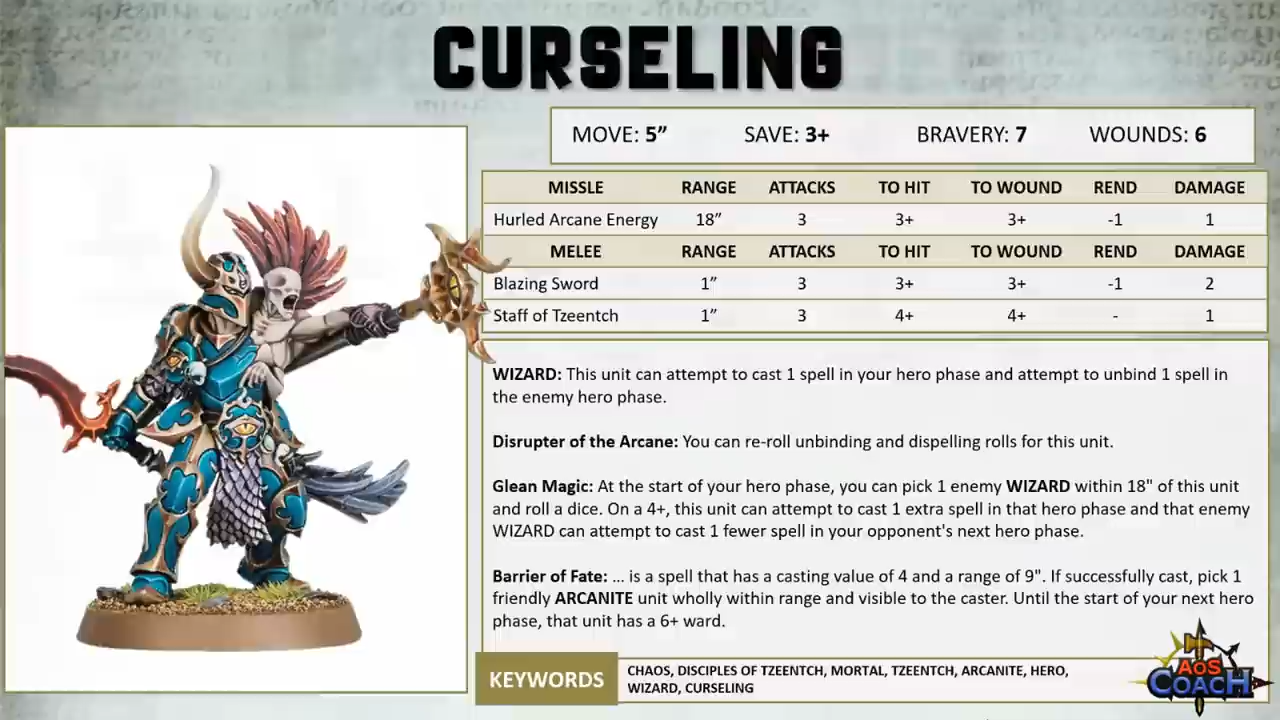 CURSELING
MOVE: 5” SAVE: 3+ BRAVERY: 7 WOUNDS: 6
MISSLE RANGE ATTACKS TO HIT TO WOUND REND DAMAGE
Hurled Arcane Energy 18” 3 3+ 3+ -1 1
MELEE RANGE ATTACKS TO HIT TO WOUND REND DAMAGE
Blazing Sword 1” 3 3+ 3+ -1 2
Staff of Tzeentch 1” 3 4+ 4+ - 1
WIZARD: This unit can attempt to cast 1 spell in your hero phase and attempt to unbind 1 spell in
the enemy hero phase.
Disrupter of the Arcane: You can re-roll unbinding and dispelling rolls for this unit.
Glean Magic: At the start of your hero phase, you can pick 1 enemy WIZARD within 18" of this unit
and roll a dice. On a 4+, this unit can attempt to cast 1 extra spell in that hero phase and that enemy
WIZARD can attempt to cast 1 fewer spell in your opponent's next hero phase.
Barrier of Fate: ... is a spell that has a casting value of 4 and a range of 9". If successfully cast, pick 1
friendly ARCANITE unit wholly within range and visible to the caster. Until the start of your next hero
phase, that unit has a 6+ ward.
KEYWORDS
CHAOS, DISCIPLES OF TZEENTCH, MORTAL, TZEENTCH, ARCANITE, HERO,
WIZARD, CURSELING
AoS
COACH